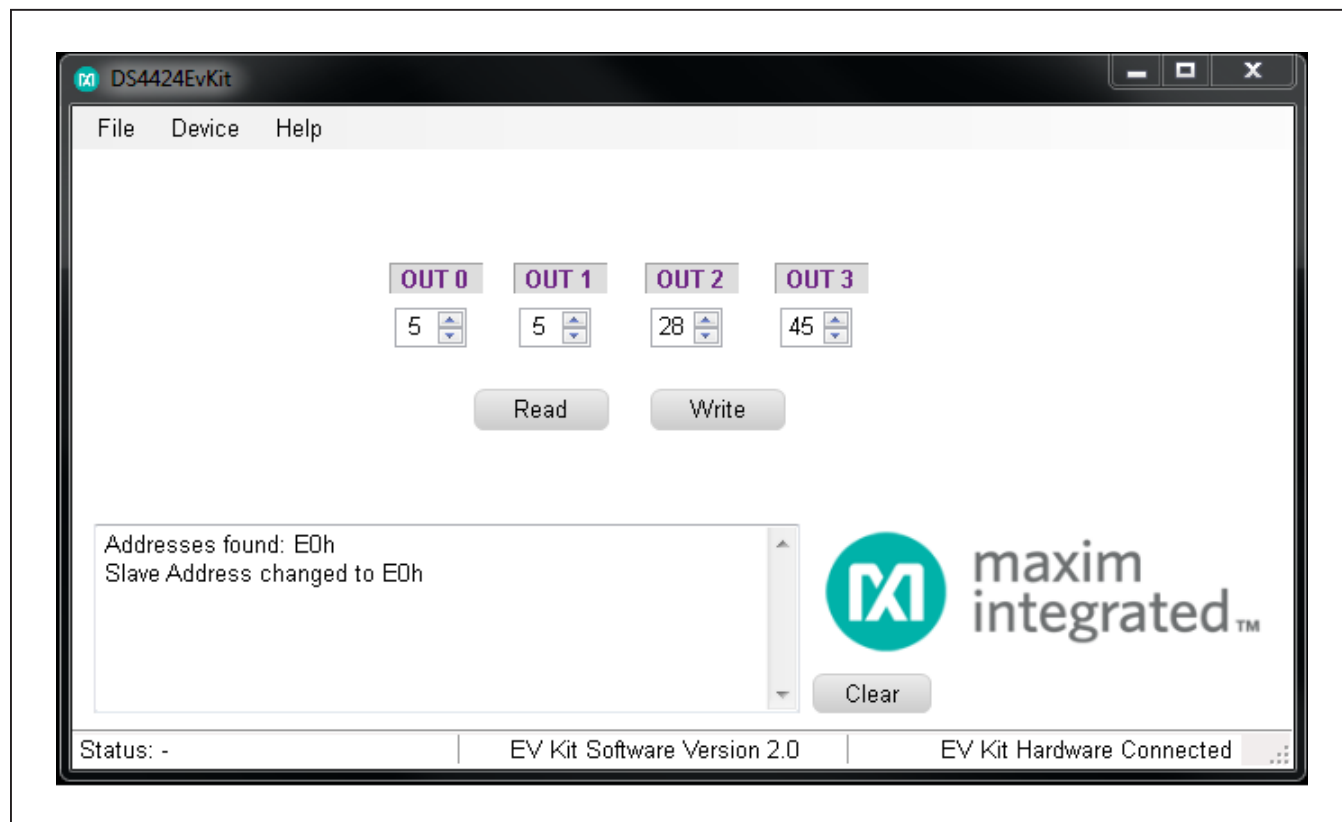 DS4424EvKit
File Device Help
OUT 0 OUT 1 OUT 2 OUT 3
5 5 28 45
Read Write
Addresses found: E0h
Slave Address changed to E0h
maxim
integrated™
Clear
Status: - EV Kit Software Version 2.0 EV Kit Hardware Connected